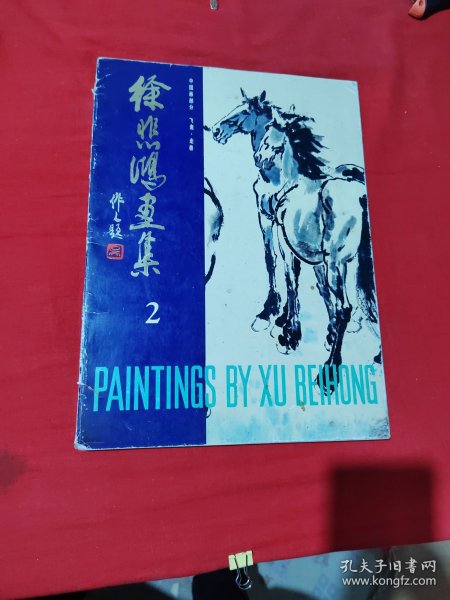 徐悲鸿画集
作人题
2
中国画部分 飞禽·走兽
PAINTINGS BY XU BEIHONG
孔夫子旧书网
www.kongfz.com